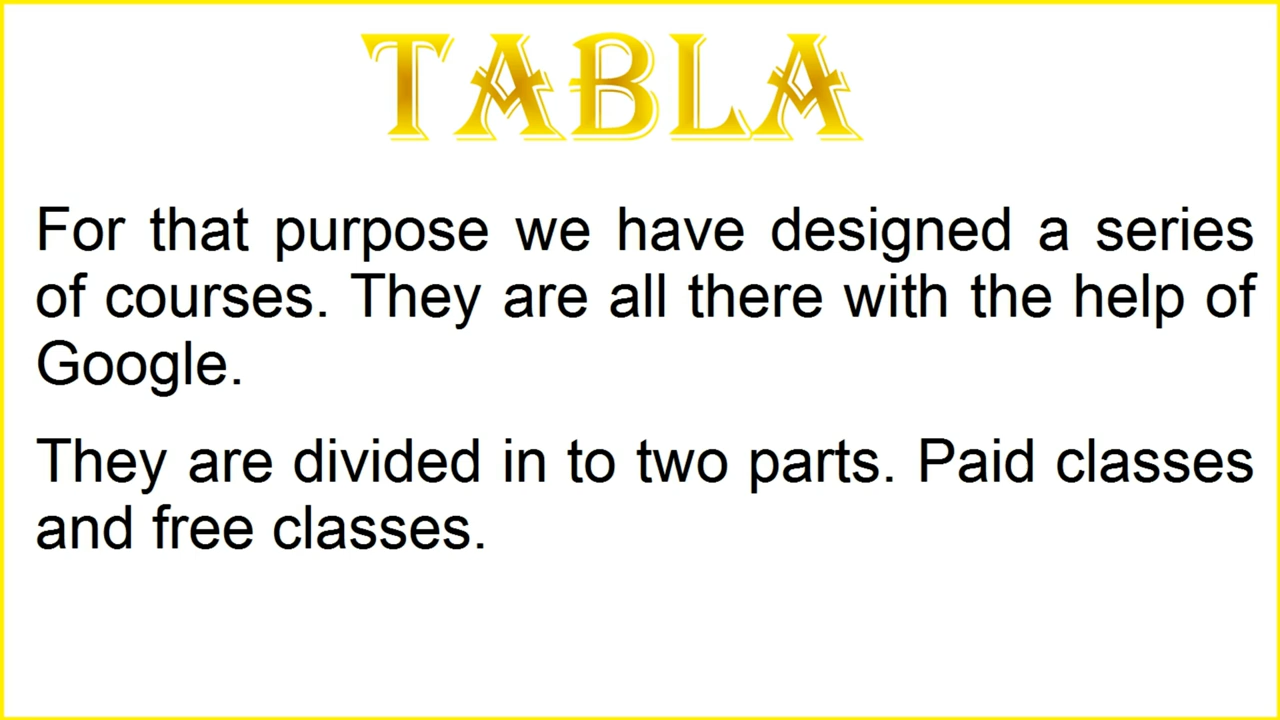 TABLA
For that purpose we have designed a series
of courses. They are all there with the help of
Google.
They are divided in to two parts. Paid classes
and free classes.